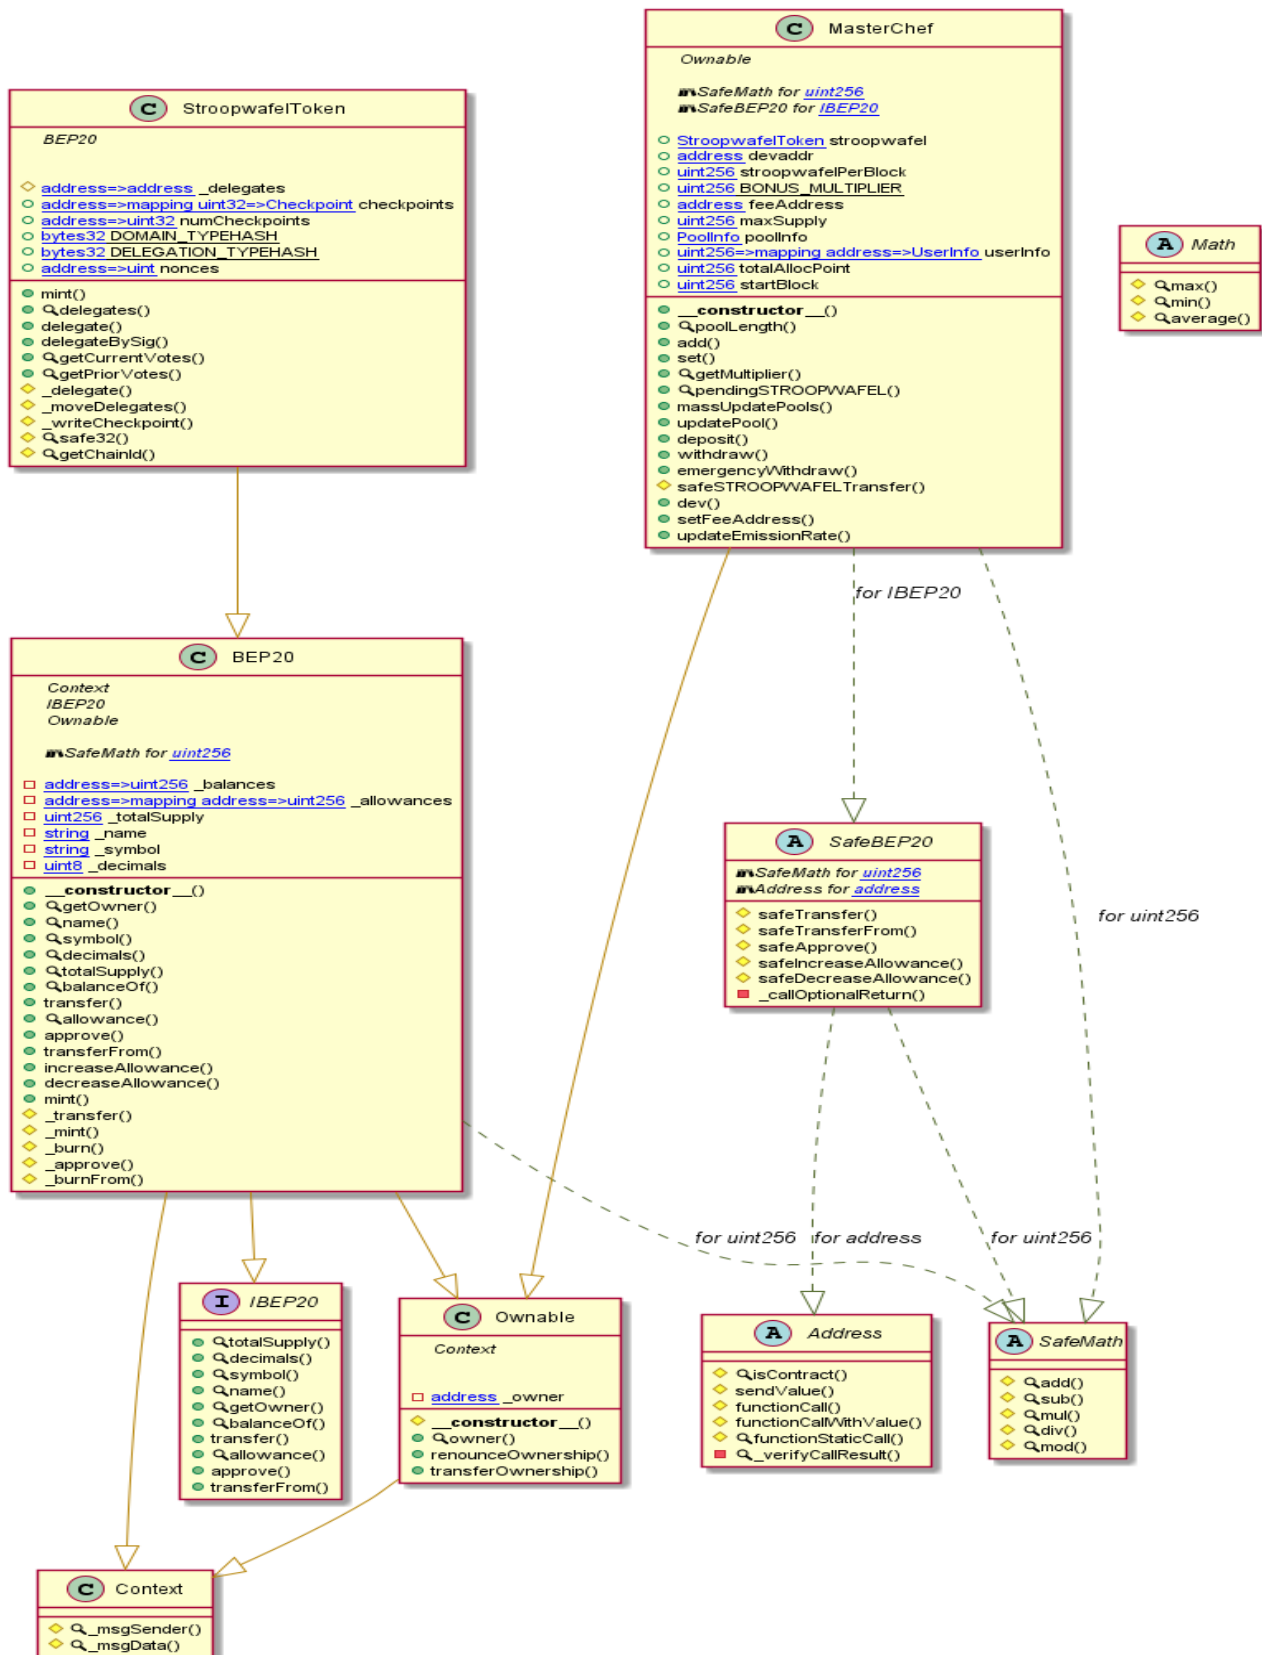 C MasterChef
Ownable
SafeMath for uint256
SafeBEP20 for IBEP20
StroopwafelToken stroopwafel
address devaddr
uint256 stroopwafelPerBlock
uint256 BONUS_MULTIPLIER
address feeAddress
uint256 maxSupply
PoolInfo poolInfo
uint256=>mapping address=>UserInfo userInfo
uint256 totalAllocPoint
uint256 startBlock
__constructor__()
poolLength()
add()
set()
getMultiplier()
pendingSTROOPWAFEL()
massUpdatePools()
updatePool()
deposit()
withdraw()
emergencyWithdraw()
safeSTROOPWAFELTransfer()
dev()
setFeeAddress()
updateEmissionRate()
C StroopwafelToken
BEP20
address=>address _delegates
address=>mapping uint32=>Checkpoint checkpoints
address=>uint32 numCheckpoints
bytes32 DOMAIN_TYPEHASH
bytes32 DELEGATION_TYPEHASH
address=>uint nonces
mint()
delegates()
delegate()
delegateBySig()
getCurrentVotes()
getPriorVotes()
_delegate()
_moveDelegates()
_writeCheckpoint()
safe32()
getChainId()
A Math
max()
min()
average()
for IBEP20
for uint256
C BEP20
Context
IBEP20
Ownable
SafeMath for uint256
address=>uint256 _balances
address=>mapping address=>uint256 _allowances
uint256 _totalSupply
string _name
string _symbol
uint8 _decimals
__constructor__()
getOwner()
name()
symbol()
decimals()
totalSupply()
balanceOf()
transfer()
allowance()
approve()
transferFrom()
increaseAllowance()
decreaseAllowance()
mint()
_transfer()
_mint()
_burn()
_approve()
_burnFrom()
A SafeBEP20
SafeMath for uint256
Address for address
safeTransfer()
safeTransferFrom()
safeApprove()
safeIncreaseAllowance()
safeDecreaseAllowance()
_callOptionalReturn()
for uint256
for address
for uint256
I IBEP20
totalSupply()
decimals()
symbol()
name()
getOwner()
balanceOf()
transfer()
allowance()
approve()
transferFrom()
C Ownable
Context
address _owner
__constructor__()
owner()
renounceOwnership()
transferOwnership()
A Address
isContract()
sendValue()
functionCall()
functionCallWithValue()
functionStaticCall()
_verifyCallResult()
A SafeMath
add()
sub()
mul()
div()
mod()
C Context
_msgSender()
_msgData()